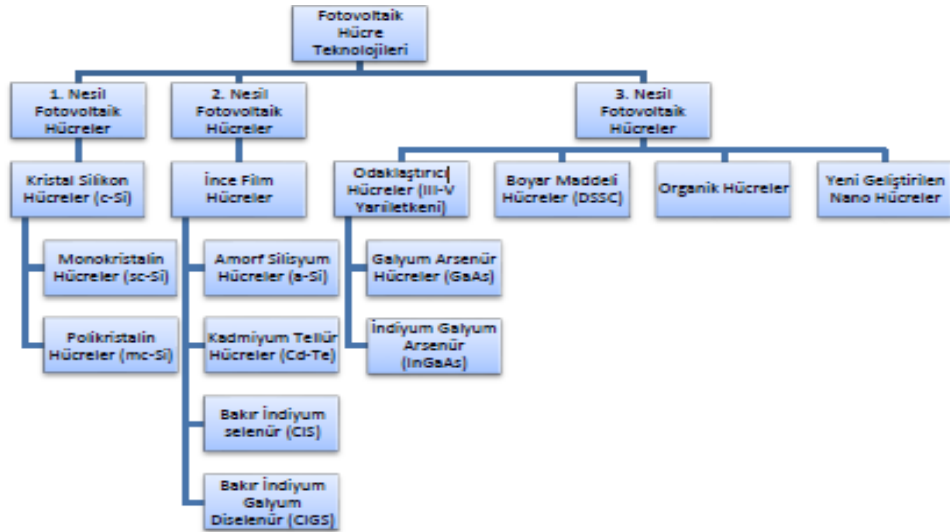 Fotovoltaik
Hücre
Teknolojileri
1. Nesil
Fotovoltaik
Hücreler
2. Nesil
Fotovoltaik
Hücreler
3. Nesil
Fotovoltaik
Hücreler
Kristal Silikon
Hücreler (c-Si)
İnce Film
Hücreler
Odaklaştırıcı
Hücreler (III-V
Yarıiletkeni)
Boyar Maddeli
Hücreler (DSSC)
Organik Hücreler
Yeni Geliştirilen
Nano Hücreler
Monokristalin
Hücreler (sc-Si)
Amorf Silisyum
Hücreler (a-Si)
Galyum Arsenür
Hücreler (GaAs)
Polikristalin
Hücreler (mc-Si)
Kadmiyum Tellür
Hücreler (Cd-Te)
İndiyum Galyum
Arsenür
(InGaAs)
Bakır İndiyum
selenür (CIS)
Bakır İndiyum
Galyum
Diselenür (CIGS)